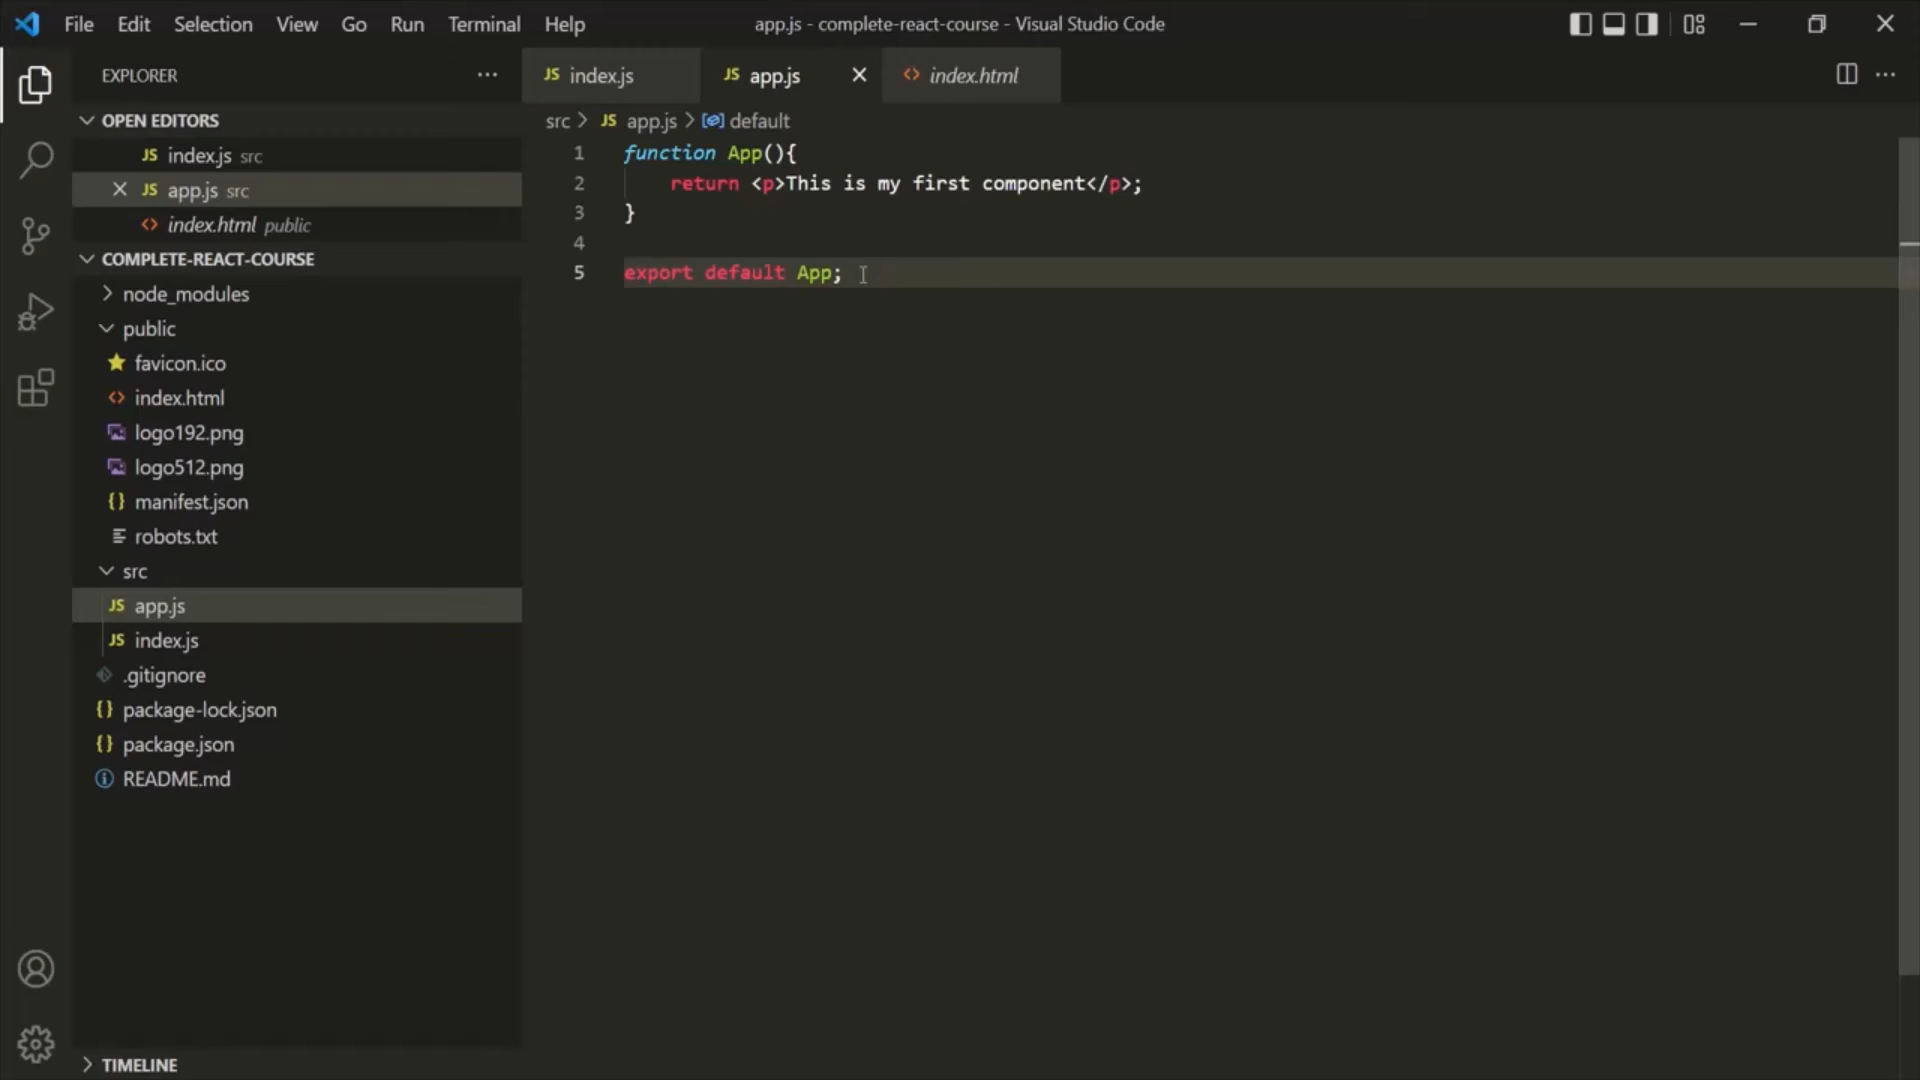 File Edit Selection View Go Run Terminal Help
app.js - complete-react-course - Visual Studio Code
EXPLORER
OPEN EDITORS
JS index.js src
JS app.js src
<> index.html public
COMPLETE-REACT-COURSE
node_modules
public
favicon.ico
<> index.html
logo192.png
logo512.png
{} manifest.json
robots.txt
src
JS app.js
JS index.js
.gitignore
{} package-lock.json
{} package.json
README.md
TIMELINE
JS index.js
JS app.js
<> index.html
src > JS app.js > default
1 function App(){
2 return <p>This is my first component</p>;
3 }
4
5 export default App;